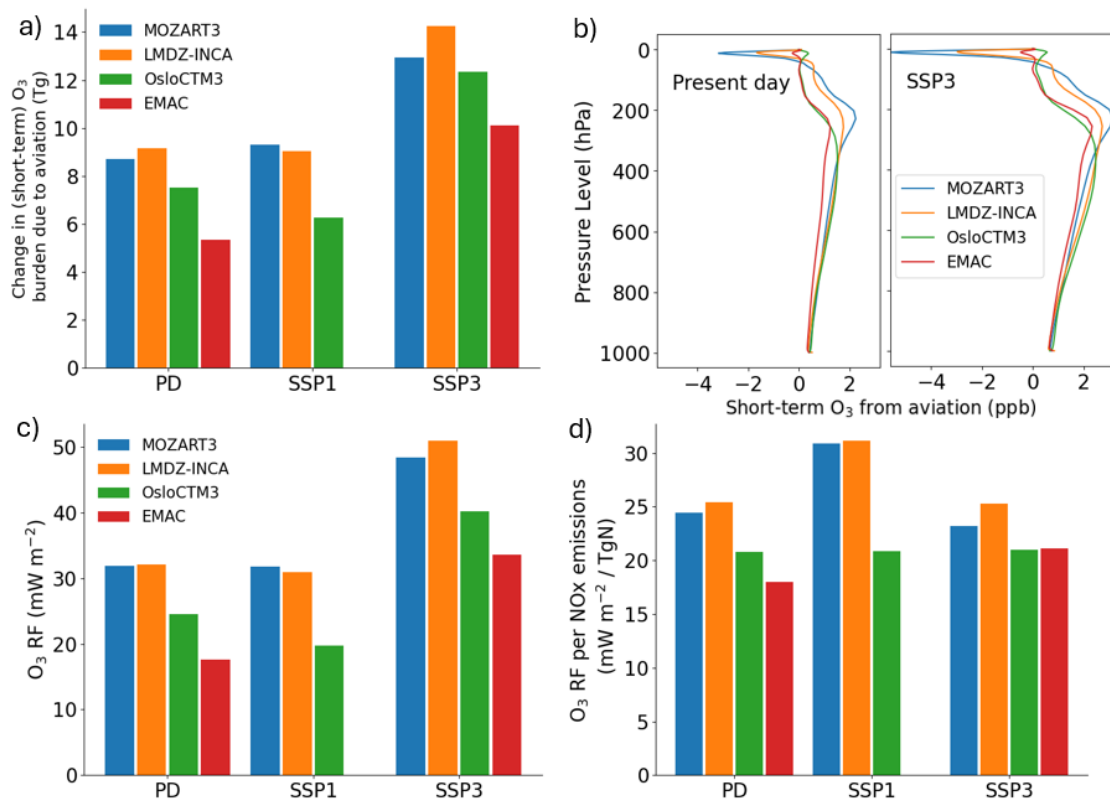 a)
Change in (short-term) O₃
burden due to aviation (Tg)
14
12
10
8
6
4
2
0
MOZART3
LMDZ-INCA
OsloCTM3
EMAC
PD
SSP1
SSP3
b)
Pressure Level (hPa)
0
200
400
600
800
1000
Present day
SSP3
MOZART3
LMDZ-INCA
OsloCTM3
EMAC
−4
−2
0
2
−4
−2
0
2
Short-term O₃ from aviation (ppb)
c)
O₃ RF (mW m⁻²)
50
40
30
20
10
0
MOZART3
LMDZ-INCA
OsloCTM3
EMAC
PD
SSP1
SSP3
d)
O₃ RF per NOx emissions
(mW m⁻² / TgN)
30
25
20
15
10
5
0
PD
SSP1
SSP3